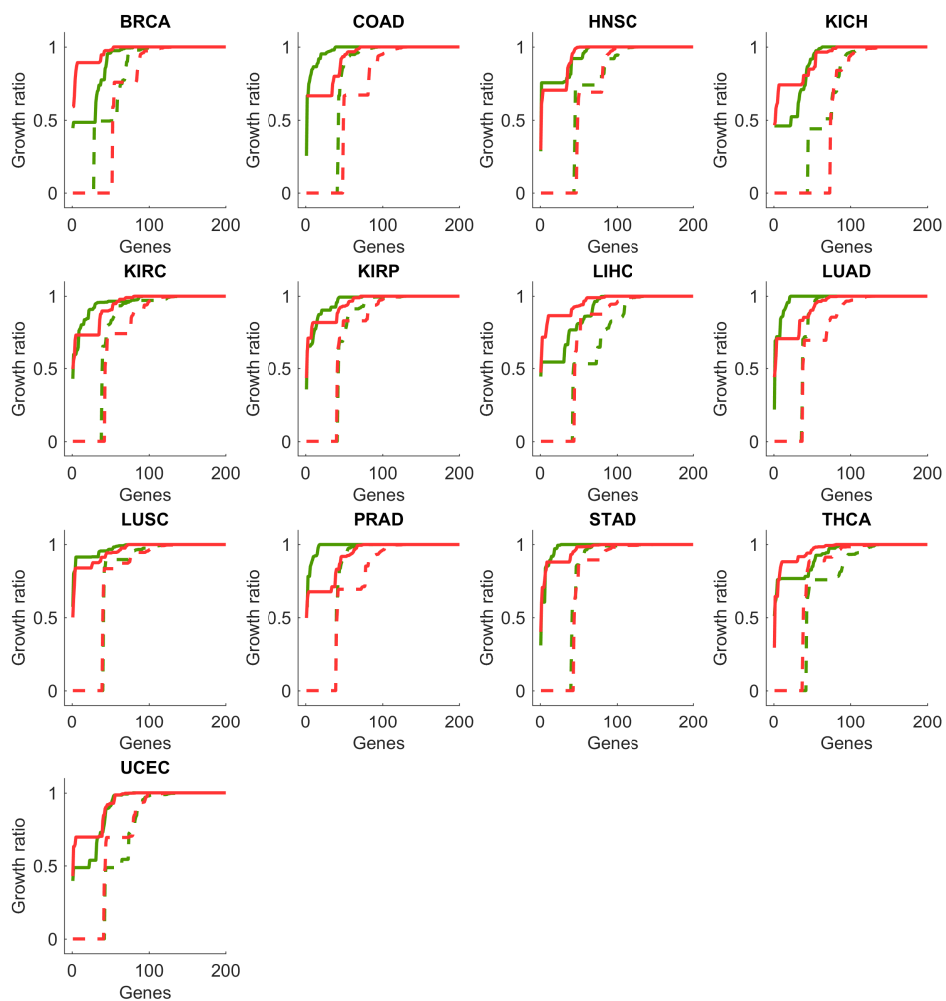 BRCA
Growth ratio
1
0.5
0
0 100 200
Genes
COAD
Growth ratio
1
0.5
0
0 100 200
Genes
HNSC
Growth ratio
1
0.5
0
0 100 200
Genes
KICH
Growth ratio
1
0.5
0
0 100 200
Genes
KIRC
Growth ratio
1
0.5
0
0 100 200
Genes
KIRP
Growth ratio
1
0.5
0
0 100 200
Genes
LIHC
Growth ratio
1
0.5
0
0 100 200
Genes
LUAD
Growth ratio
1
0.5
0
0 100 200
Genes
LUSC
Growth ratio
1
0.5
0
0 100 200
Genes
PRAD
Growth ratio
1
0.5
0
0 100 200
Genes
STAD
Growth ratio
1
0.5
0
0 100 200
Genes
THCA
Growth ratio
1
0.5
0
0 100 200
Genes
UCEC
Growth ratio
1
0.5
0
0 100 200
Genes